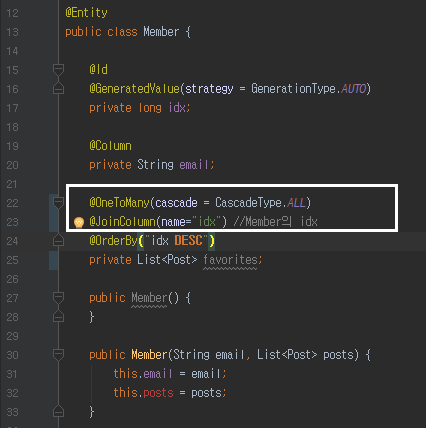 12 @Entity
13 public class Member {
14
15 @Id
16 @GeneratedValue(strategy = GenerationType.AUTO)
17 private long idx;
18
19 @Column
20 private String email;
21
22 @OneToMany(cascade = CascadeType.ALL)
23 @JoinColumn(name="idx") //Member의 idx
24 @OrderBy("idx DESC")
25 private List<Post> favorites;
26
27 public Member() {
28 }
29
30 public Member(String email, List<Post> posts) {
31 this.email = email;
32 this.posts = posts;
33 }